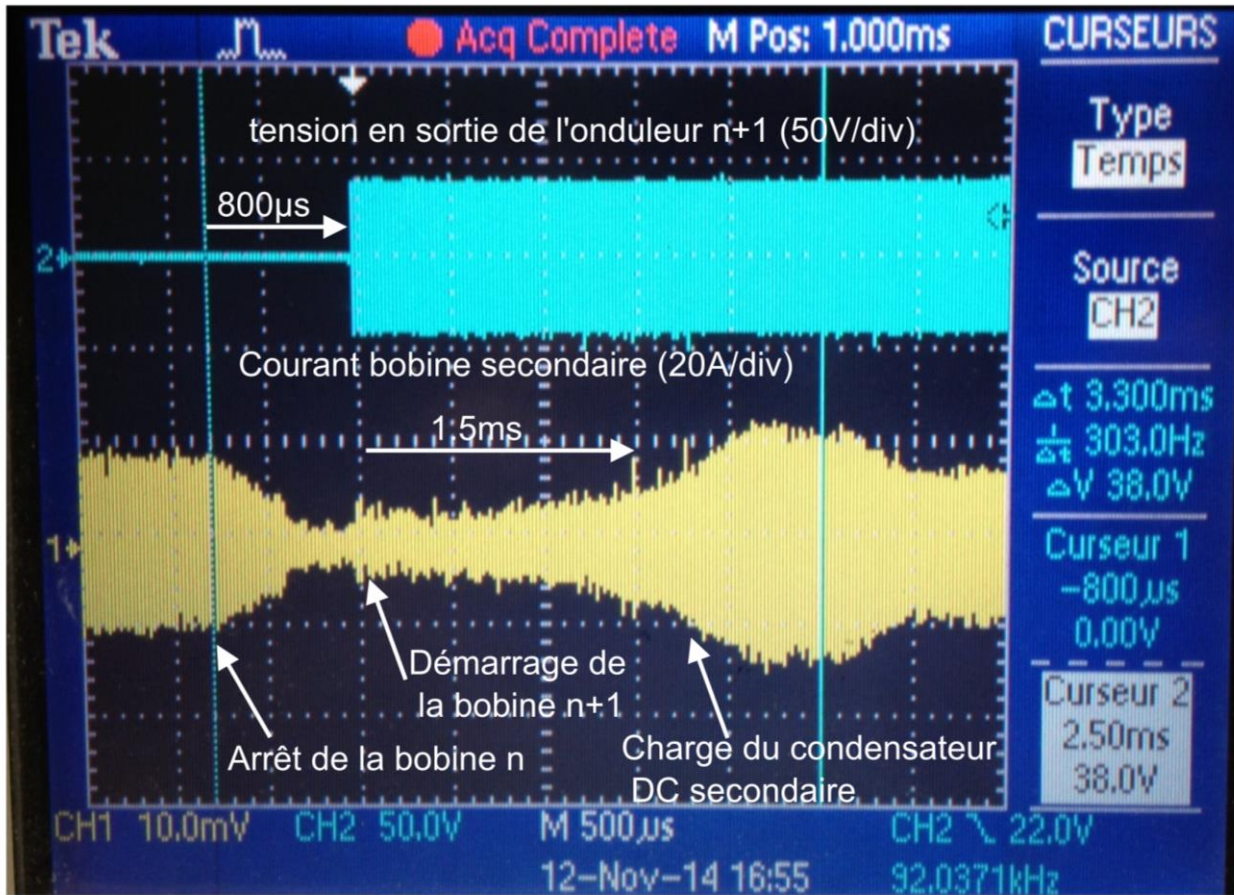 Tek
Acq Complete
M Pos: 1.000ms
CURSEURS
tension en sortie de l'onduleur n+1 (50V/div)
800µs
2
Type
Temps
Source
CH2
Courant bobine secondaire (20A/div)
1.5ms
1
Δt 3.300ms
1/Δt 303.0Hz
ΔV 38.0V
Curseur 1
-800µs
0.00V
Démarrage de
la bobine n+1
Arrêt de la bobine n
Charge du condensateur
DC secondaire
Curseur 2
2.50ms
38.0V
CH1 10.0mV
CH2 50.0V
M 500µs
CH2 \ 22.0V
12-Nov-14 16:55
92.0371kHz